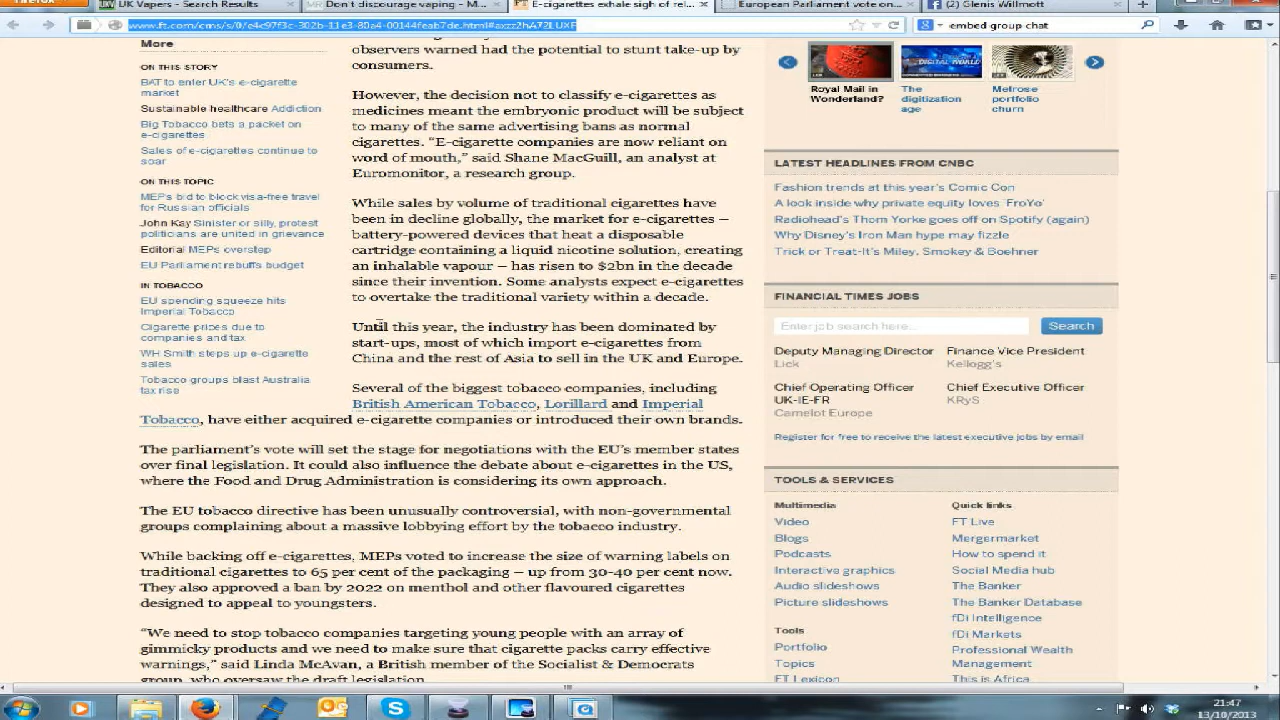 UK Vapers - Search Results
Don't discourage vaping - M...
E-cigarettes exhale sigh of rel...
European Parliament vote on...
(2) Glenis Willmott
www.ft.com/cms/s/0/e4c97f3c-302b-11e3-80a4-00144feab7de.html#axzz2hAZ2LUXF
embed group chat
More
ON THIS STORY
BAT to enter UK's e-cigarette
market
Sustainable healthcare Addiction
Big Tobacco bets a packet on
e-cigarettes
Sales of e-cigarettes continue to
soar
ON THIS TOPIC
MEPs bid to block visa-free travel
for Russian officials
John Kay Sinister or silly, protest
politicians are united in grievance
Editorial MEPs overstep
EU Parliament rebuffs budget
IN TOBACCO
EU spending squeeze hits
Imperial Tobacco
Cigarette prices due to
companies and tax
WH Smith steps up e-cigarette
sales
Tobacco groups blast Australia
tax rise
observers warned had the potential to stunt take-up by
consumers.
However, the decision not to classify e-cigarettes as
medicines meant the embryonic product will be subject
to many of the same advertising bans as normal
cigarettes. “E-cigarette companies are now reliant on
word of mouth,” said Shane MacGuill, an analyst at
Euromonitor, a research group.
While sales by volume of traditional cigarettes have
been in decline globally, the market for e-cigarettes –
battery-powered devices that heat a disposable
cartridge containing a liquid nicotine solution, creating
an inhalable vapour – has risen to $2bn in the decade
since their invention. Some analysts expect e-cigarettes
to overtake the traditional variety within a decade.
Until this year, the industry has been dominated by
start-ups, most of which import e-cigarettes from
China and the rest of Asia to sell in the UK and Europe.
Several of the biggest tobacco companies, including
British American Tobacco, Lorillard and Imperial
Tobacco, have either acquired e-cigarette companies or introduced their own brands.
The parliament’s vote will set the stage for negotiations with the EU’s member states
over final legislation. It could also influence the debate about e-cigarettes in the US,
where the Food and Drug Administration is considering its own approach.
The EU tobacco directive has been unusually controversial, with non-governmental
groups complaining about a massive lobbying effort by the tobacco industry.
While backing off e-cigarettes, MEPs voted to increase the size of warning labels on
traditional cigarettes to 65 per cent of the packaging – up from 30-40 per cent now.
They also approved a ban by 2022 on menthol and other flavoured cigarettes
designed to appeal to youngsters.
“We need to stop tobacco companies targeting young people with an array of
gimmicky products and we need to make sure that cigarette packs carry effective
warnings,” said Linda McAvan, a British member of the Socialist & Democrats
group, who oversaw the draft legislation.
Royal Mail in
Wonderland?
The
digitization
age
Melrose
portfolio
churn
LATEST HEADLINES FROM CNBC
Fashion trends at this year's Comic Con
A look inside why private equity loves 'FroYo'
Radiohead's Thom Yorke goes off on Spotify (again)
Why Disney's Iron Man hype may fizzle
Trick or Treat-It's Miley, Smokey & Boehner
FINANCIAL TIMES JOBS
Enter job search here...
Search
Deputy Managing Director
Lick
Finance Vice President
Kellogg's
Chief Operating Officer
UK-IE-FR
Camelot Europe
Chief Executive Officer
KRyS
Register for free to receive the latest executive jobs by email
TOOLS & SERVICES
Multimedia
Video
Blogs
Podcasts
Interactive graphics
Audio slideshows
Picture slideshows
Tools
Portfolio
Topics
FT Lexicon
Quick links
FT Live
Mergermarket
How to spend it
Social Media hub
The Banker
The Banker Database
fDi Intelligence
fDi Markets
Professional Wealth
Management
This is Africa
21:47
13/10/2013